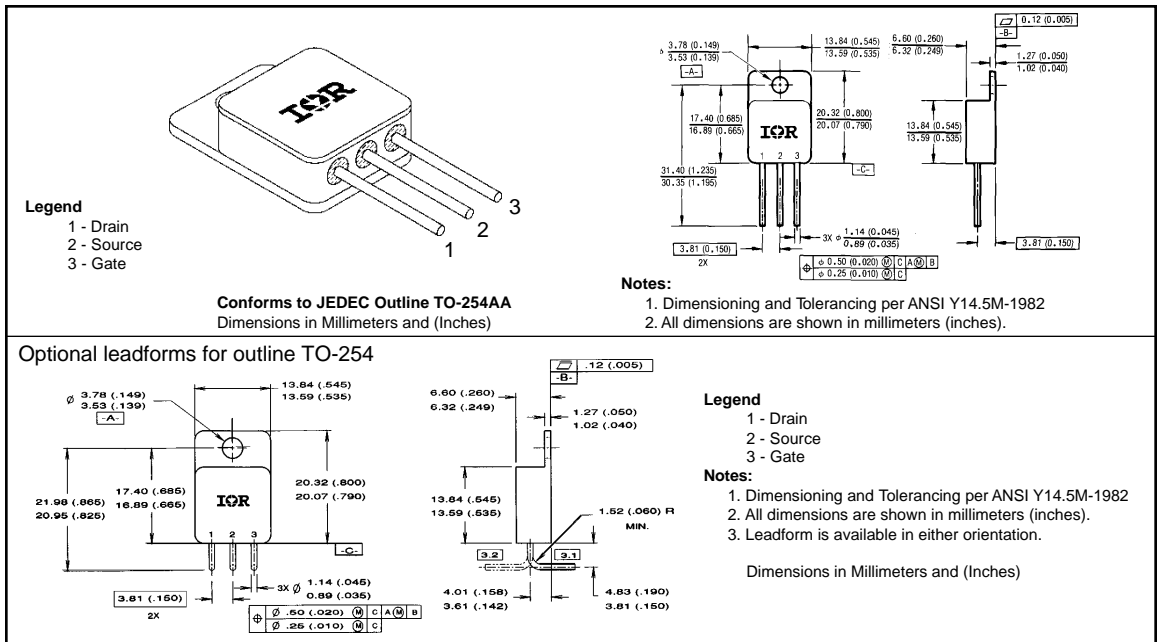 IOR
1
2
3
Legend
1 - Drain
2 - Source
3 - Gate
Conforms to JEDEC Outline TO-254AA
Dimensions in Millimeters and (Inches)
ϕ 3.78 (0.149)
3.53 (0.139)
-A-
13.84 (0.545)
13.59 (0.535)
17.40 (0.685)
16.89 (0.665)
20.32 (0.800)
20.07 (0.790)
IOR
1 2 3
-C-
31.40 (1.235)
30.35 (1.195)
3X ϕ 1.14 (0.045)
0.89 (0.035)
3.81 (0.150)
2X
⌖ ϕ 0.50 (0.020) Ⓜ C A Ⓜ B
ϕ 0.25 (0.010) Ⓜ C
▱ 0.12 (0.005)
-B-
6.60 (0.260)
6.32 (0.249)
1.27 (0.050)
1.02 (0.040)
13.84 (0.545)
13.59 (0.535)
3.81 (0.150)
Notes:
1. Dimensioning and Tolerancing per ANSI Y14.5M-1982
2. All dimensions are shown in millimeters (inches).
Optional leadforms for outline TO-254
Ø 3.78 (.149)
3.53 (.139)
-A-
13.84 (.545)
13.59 (.535)
21.98 (.865)
20.95 (.825)
17.40 (.685)
16.89 (.665)
20.32 (.800)
20.07 (.790)
IOR
1 2 3
-C-
3X Ø 1.14 (.045)
0.89 (.035)
3.81 (.150)
2X
⌖ Ø .50 (.020) Ⓜ C A Ⓜ B
Ø .25 (.010) Ⓜ C
▱ .12 (.005)
-B-
6.60 (.260)
6.32 (.249)
1.27 (.050)
1.02 (.040)
13.84 (.545)
13.59 (.535)
1.52 (.060) R
MIN.
3.2
3.1
4.01 (.158)
3.61 (.142)
4.83 (.190)
3.81 (.150)
Legend
1 - Drain
2 - Source
3 - Gate
Notes:
1. Dimensioning and Tolerancing per ANSI Y14.5M-1982
2. All dimensions are shown in millimeters (inches).
3. Leadform is available in either orientation.
Dimensions in Millimeters and (Inches)